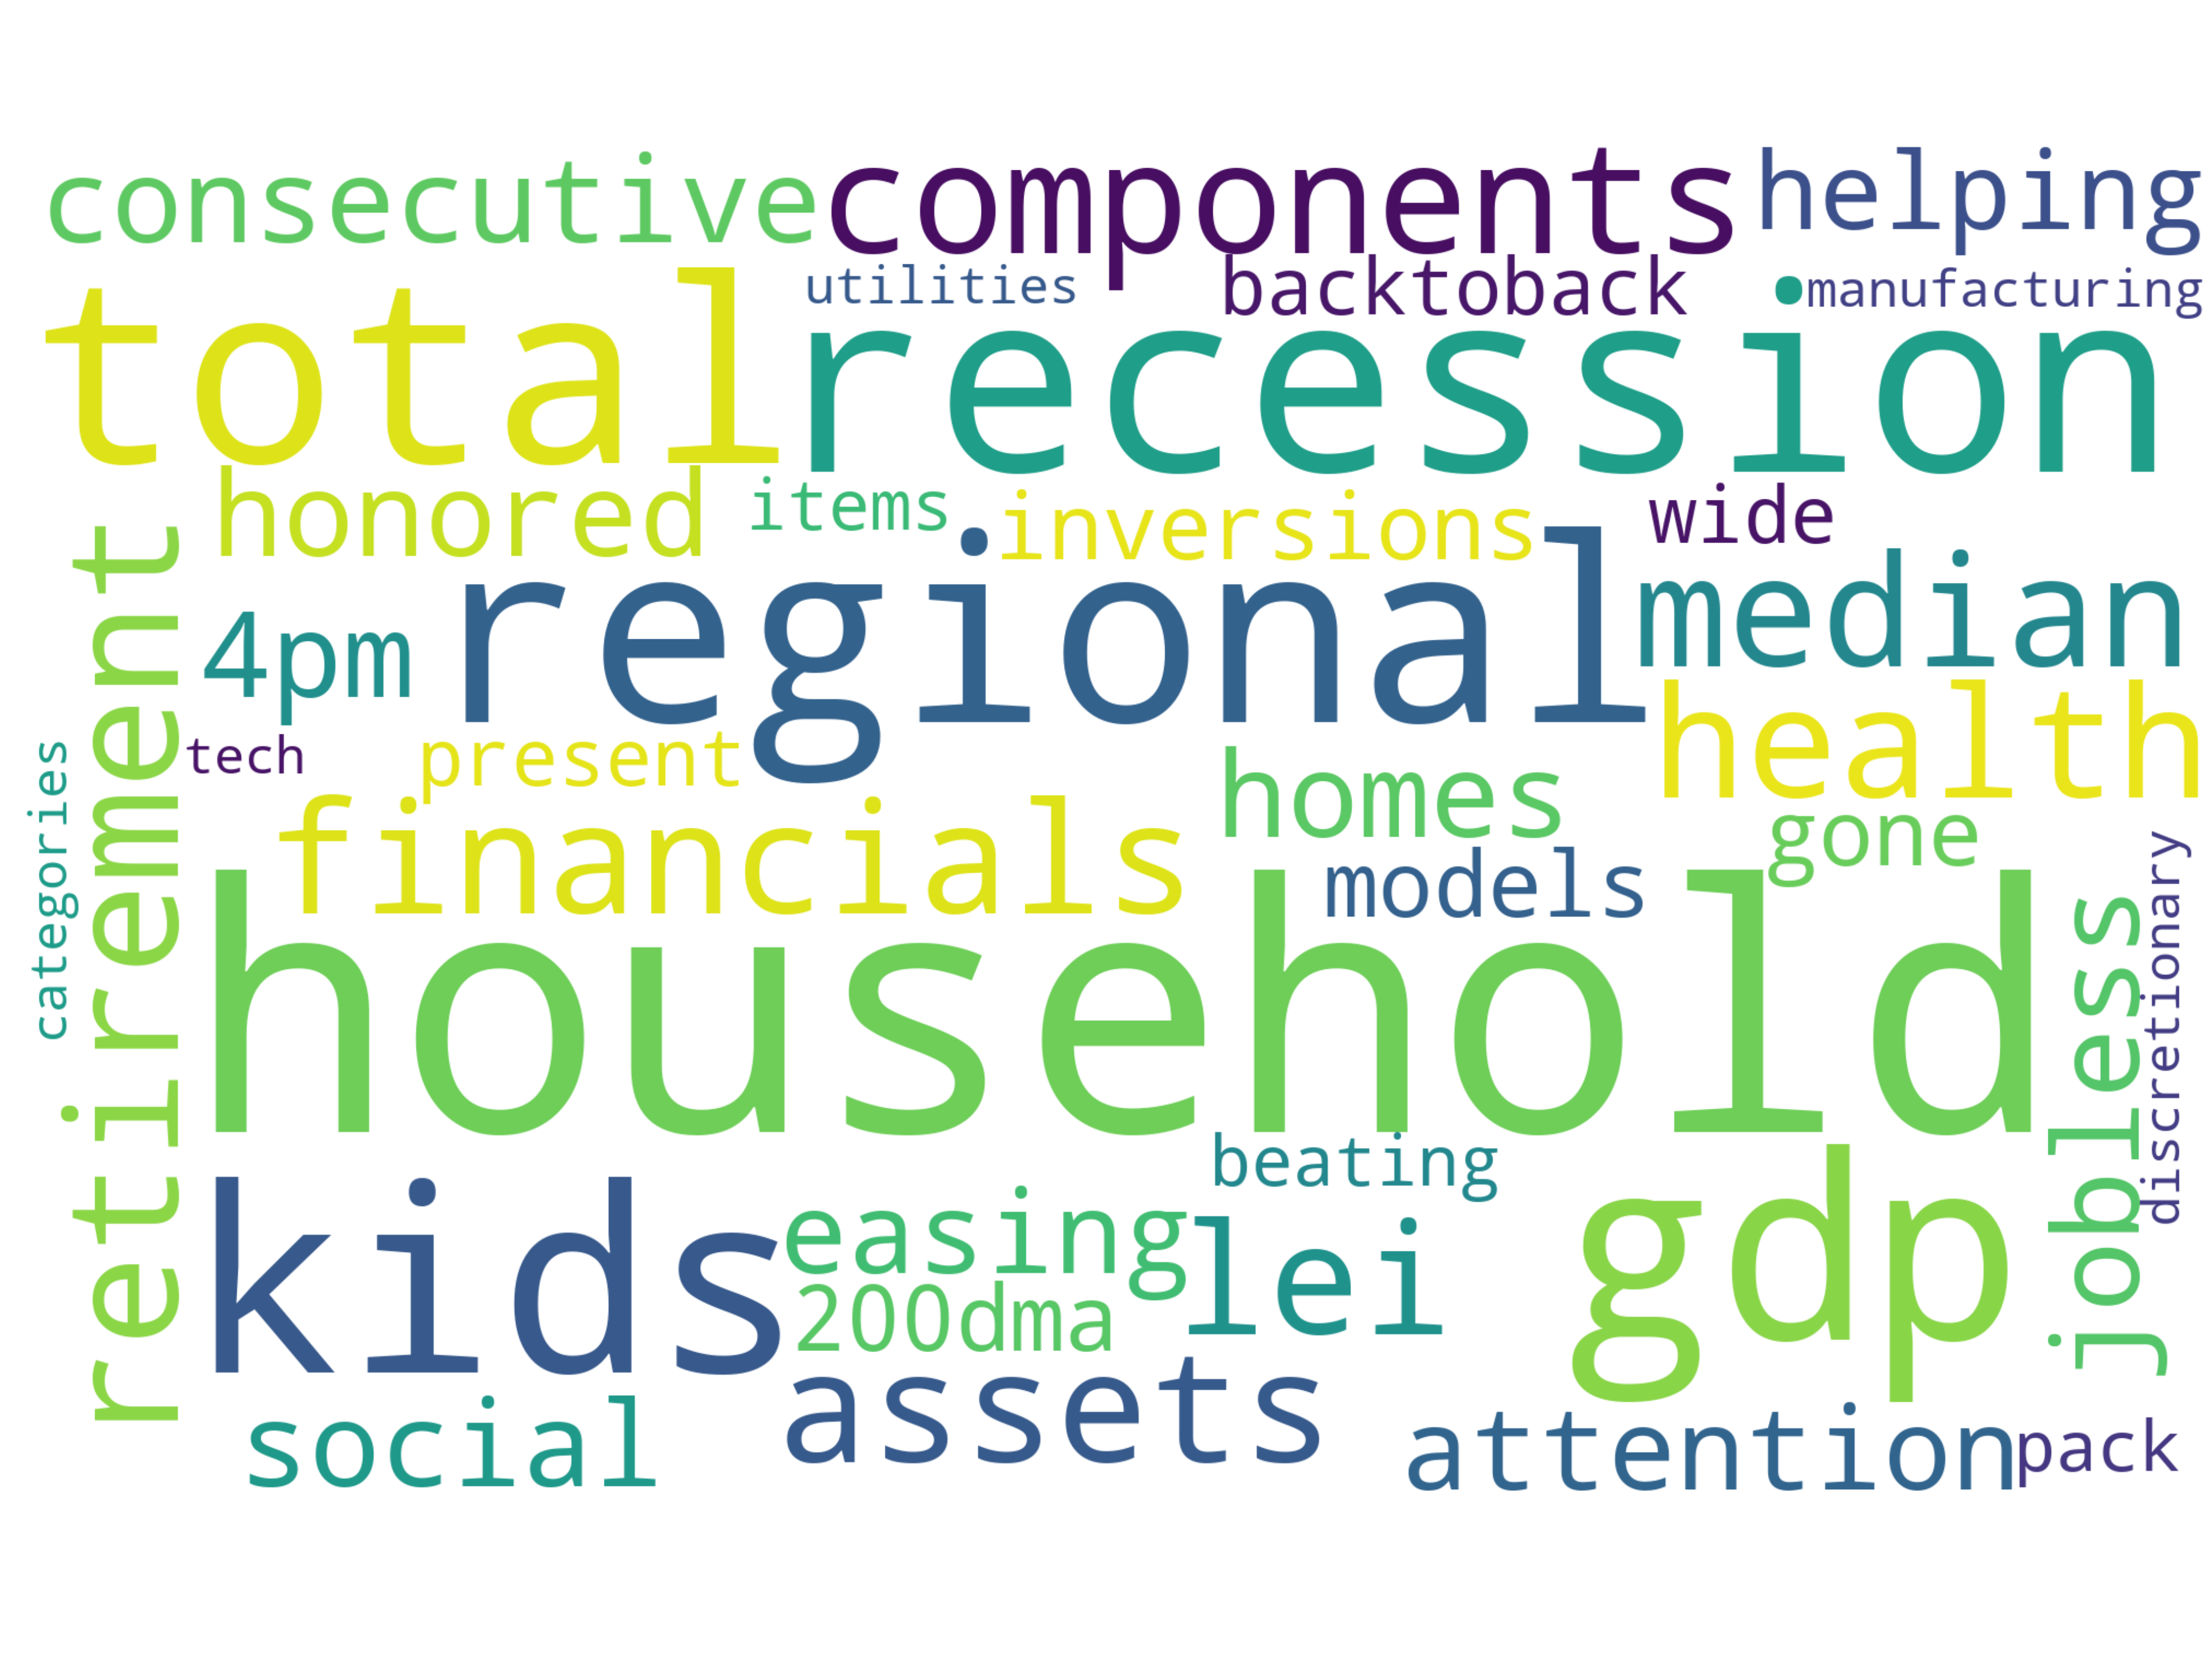 consecutive components helping
utilities backtoback manufacturing
total recession
honored items inversions wide
regional median
4pm
retirement
tech present homes health
categories
financials models gone
household
discretionary
jobless
beating
kids easing lei gdp
200dma
social assets attention pack